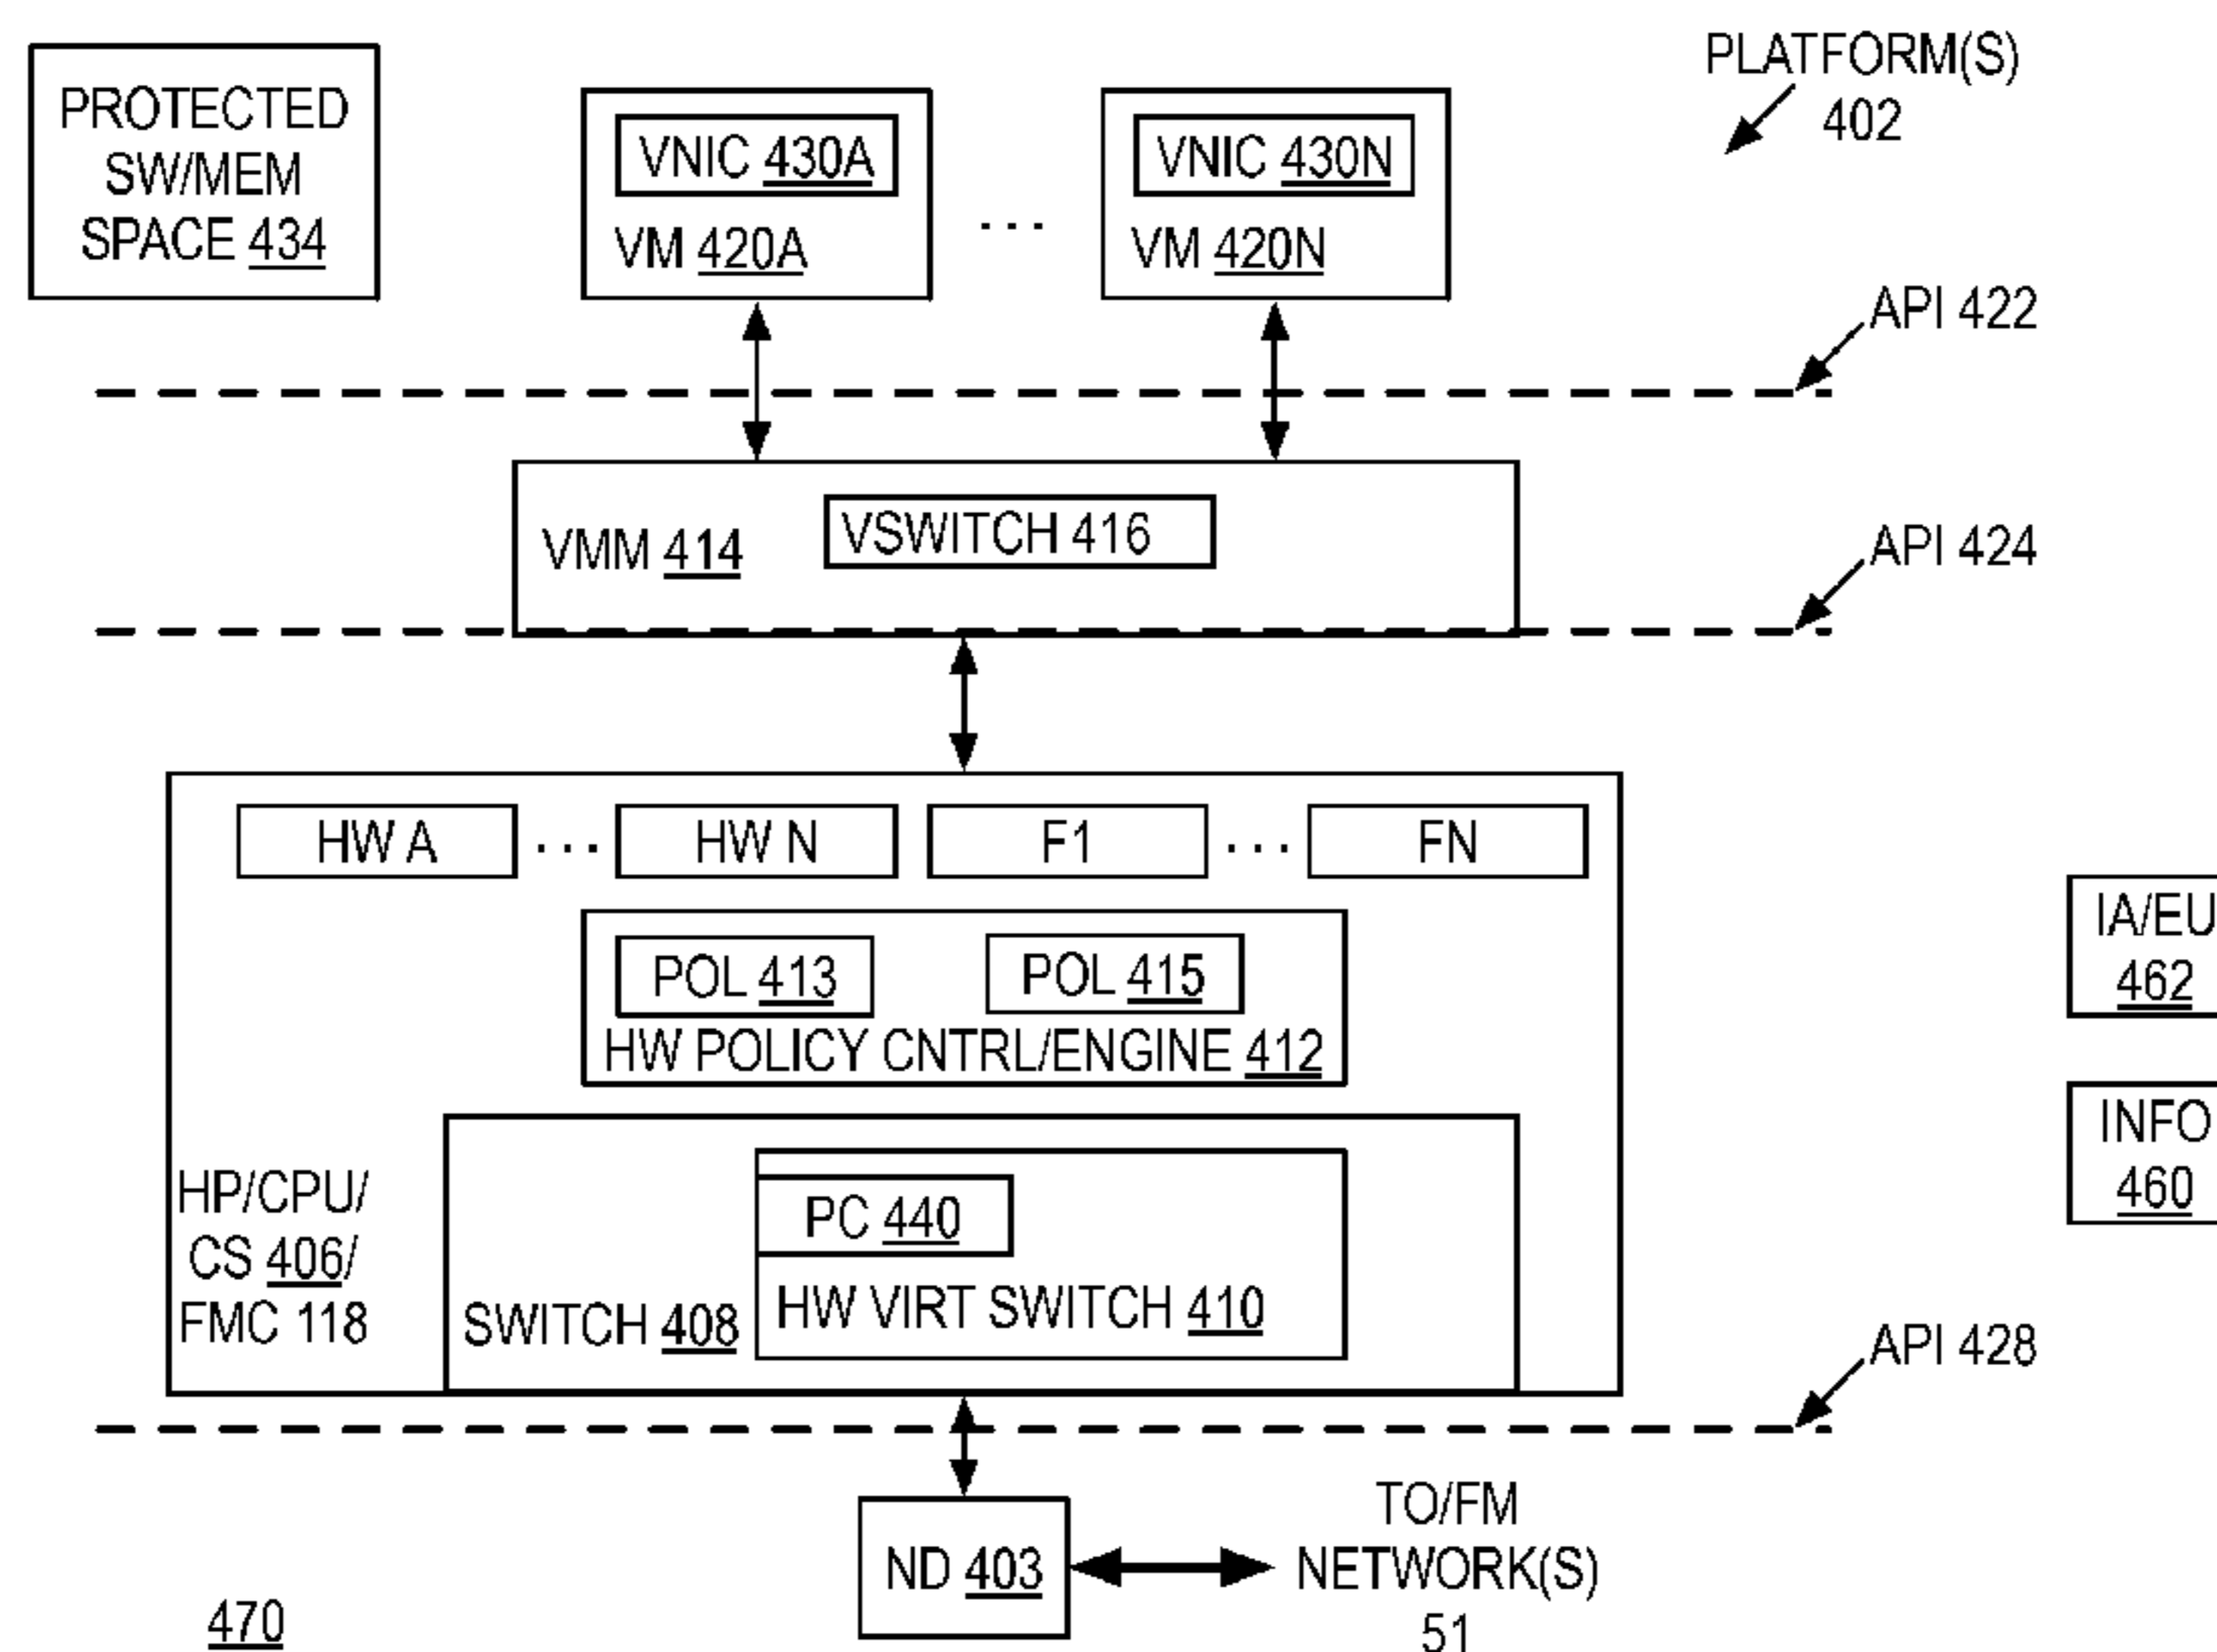 PLATFORM(S)
402
PROTECTED
SW/MEM
SPACE 434
VNIC 430A
VM 420A
...
VNIC 430N
VM 420N
API 422
VMM 414
VSWITCH 416
API 424
HW A
...
HW N
F1
...
FN
POL 413
POL 415
HW POLICY CNTRL/ENGINE 412
IA/EU
462
INFO
460
HP/CPU/
CS 406/
FMC 118
SWITCH 408
PC 440
HW VIRT SWITCH 410
API 428
ND 403
TO/FM
NETWORK(S)
51
470